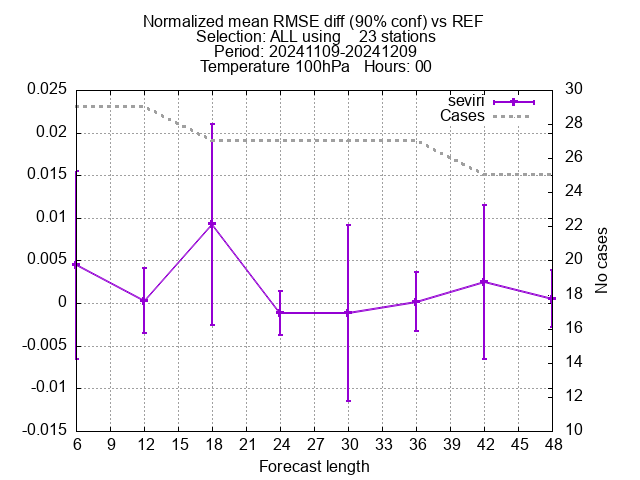 Normalized mean RMSE diff (90% conf) vs REF
Selection: ALL using    23 stations
Period: 20241109-20241209
Temperature 100hPa   Hours: 00
seviri
Cases
0.025
0.02
0.015
0.01
0.005
0
-0.005
-0.01
-0.015
30
28
26
24
22
20
18
16
14
12
10
No cases
6 9 12 15 18 21 24 27 30 33 36 39 42 45 48
Forecast length